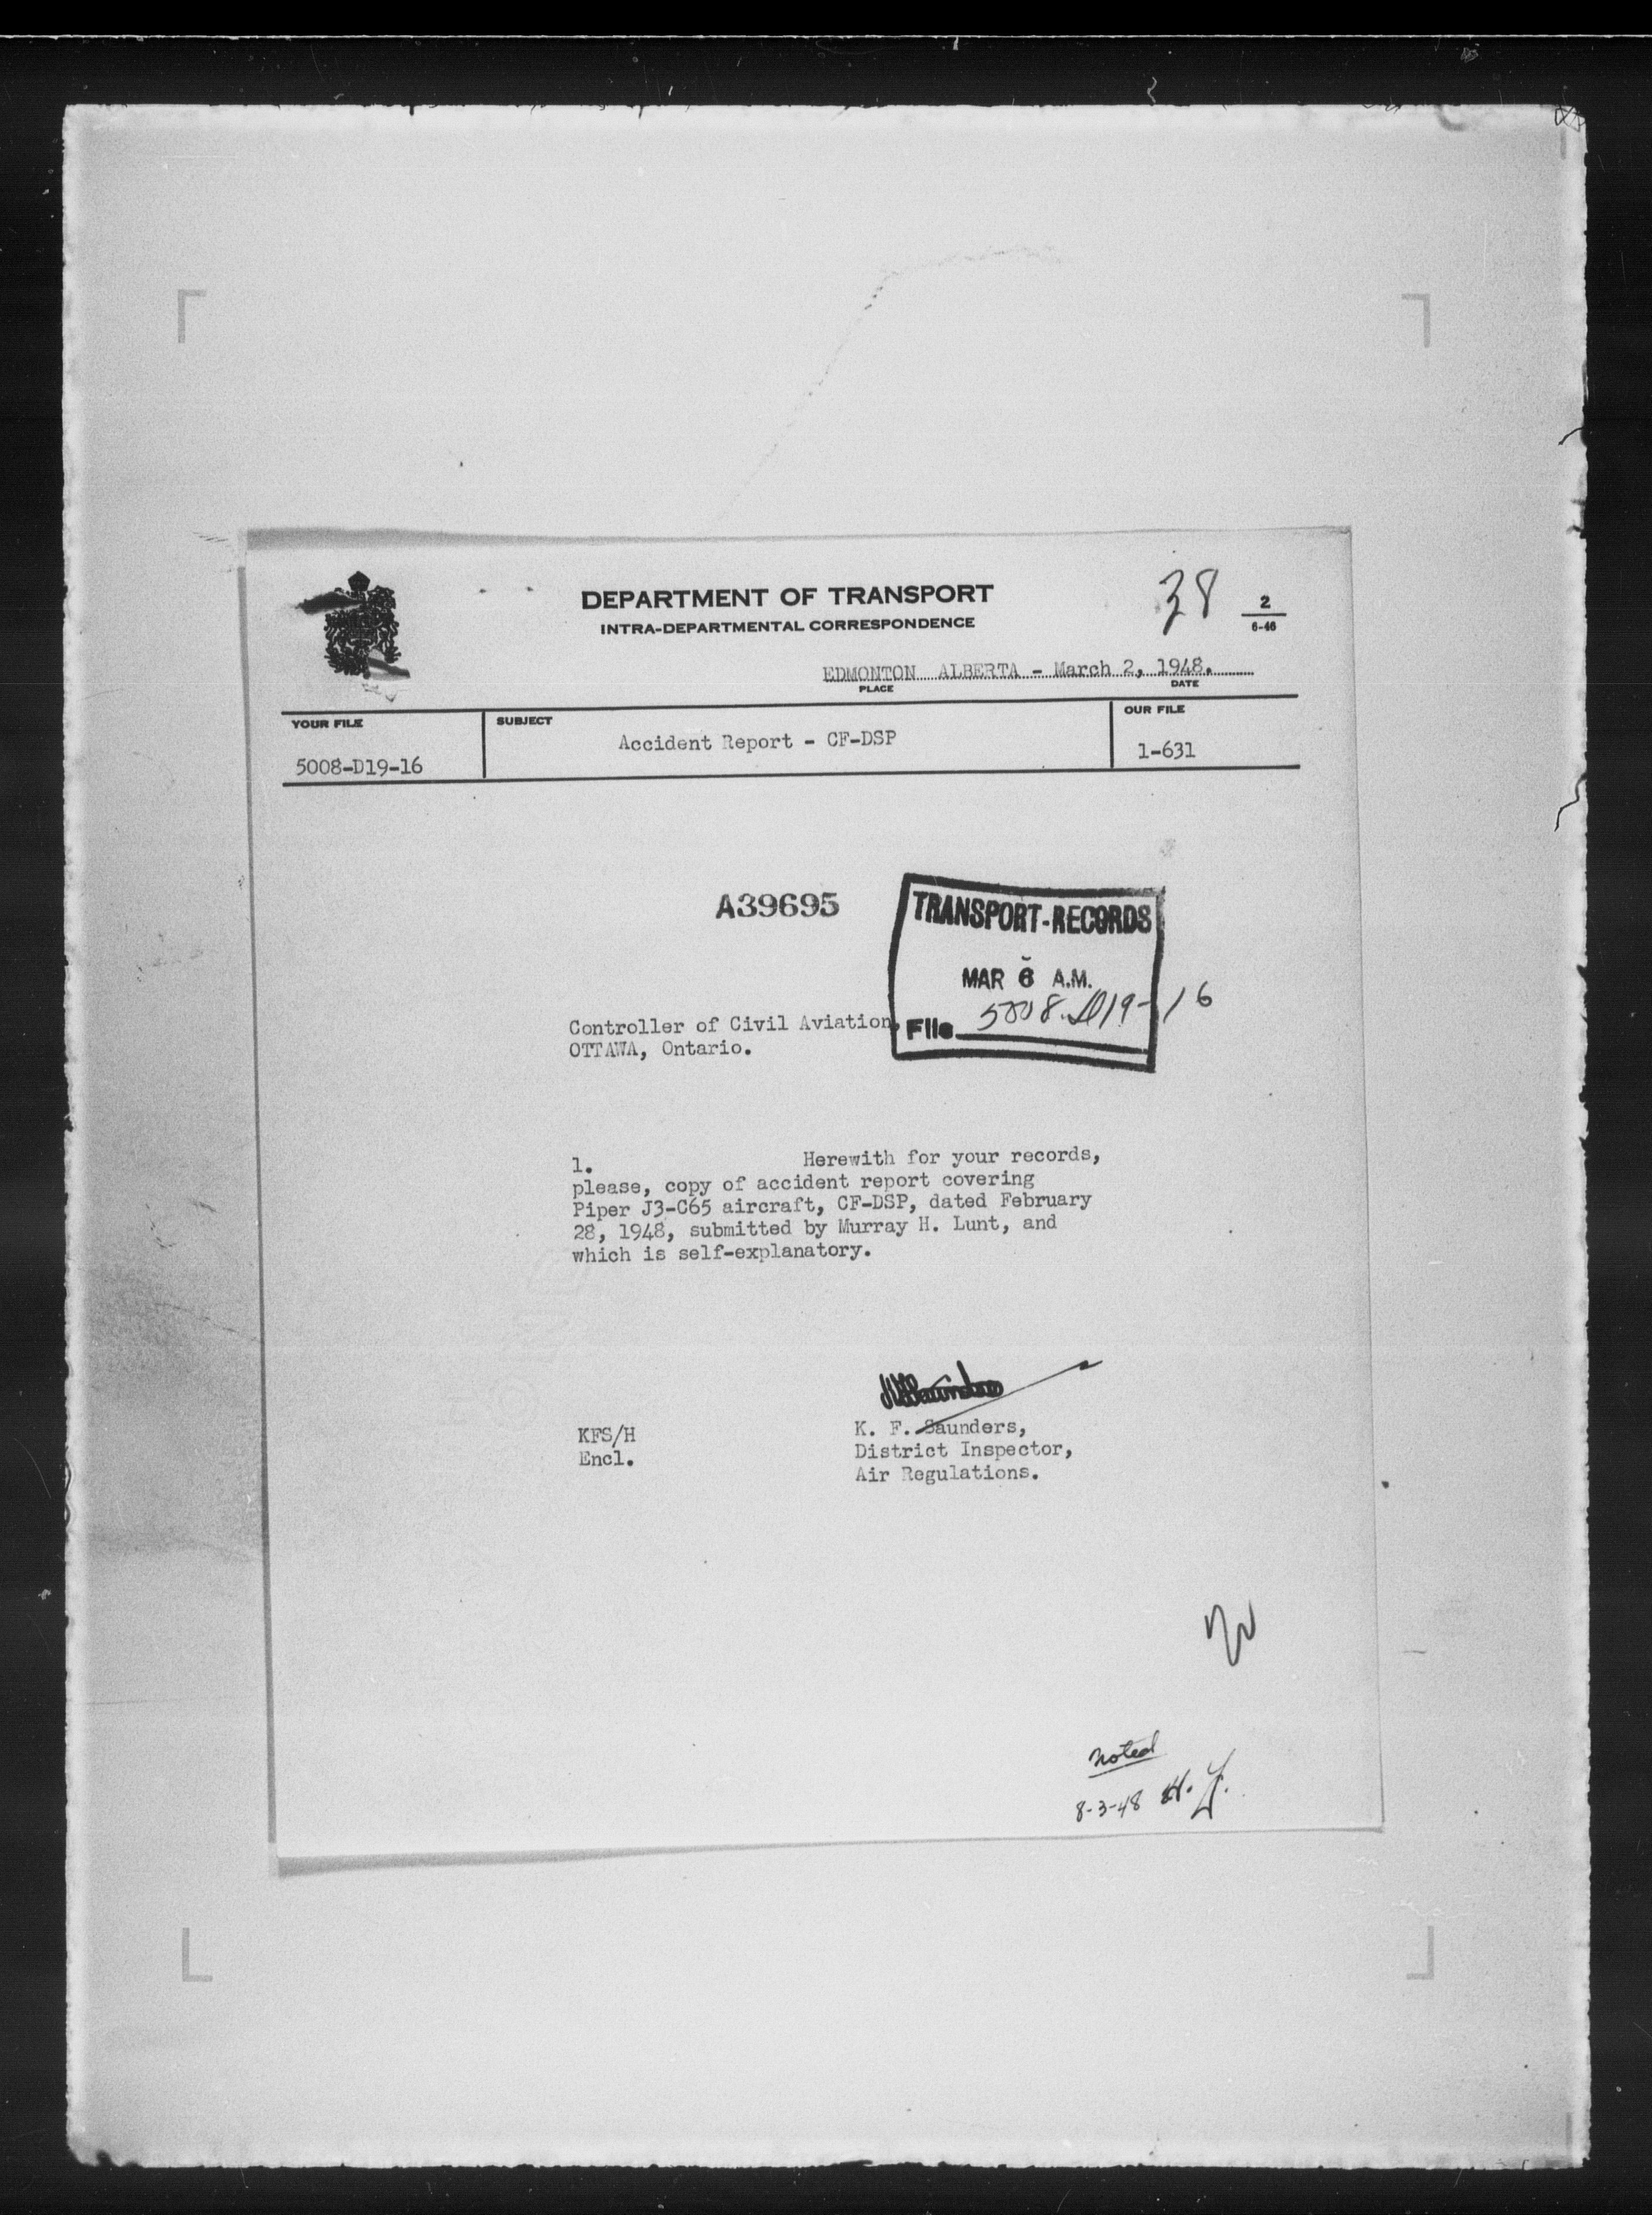 DEPARTMENT OF TRANSPORT
INTRA-DEPARTMENTAL CORRESPONDENCE
38
2
6-46
EDMONTON ALBERTA - March 2, 1948.
PLACE DATE
YOUR FILE
5008-D19-16
SUBJECT
Accident Report - CF-DSP
OUR FILE
1-631
A39695
TRANSPORT-RECORDS
MAR 6 A.M.
File 5008-D19-16
Controller of Civil Aviation,
OTTAWA, Ontario.
1. Herewith for your records,
please, copy of accident report covering
Piper J3-C65 aircraft, CF-DSP, dated February
28, 1948, submitted by Murray H. Lunt, and
which is self-explanatory.
KFS/H
Encl.
K. F. Saunders,
District Inspector,
Air Regulations.
Noted
8-3-48